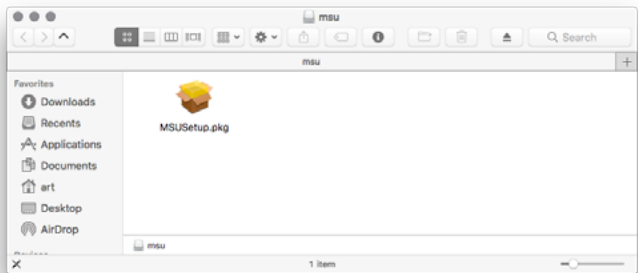 msu
Search
msu
Favorites
Downloads
Recents
Applications
Documents
art
Desktop
AirDrop
MSUSetup.pkg
msu
1 item